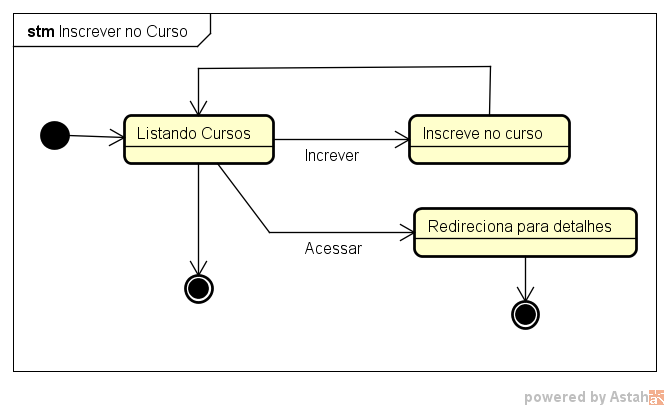 stm Inscrever no Curso
Listando Cursos
Inscreve no curso
Increver
Redireciona para detalhes
Acessar
powered by Astah